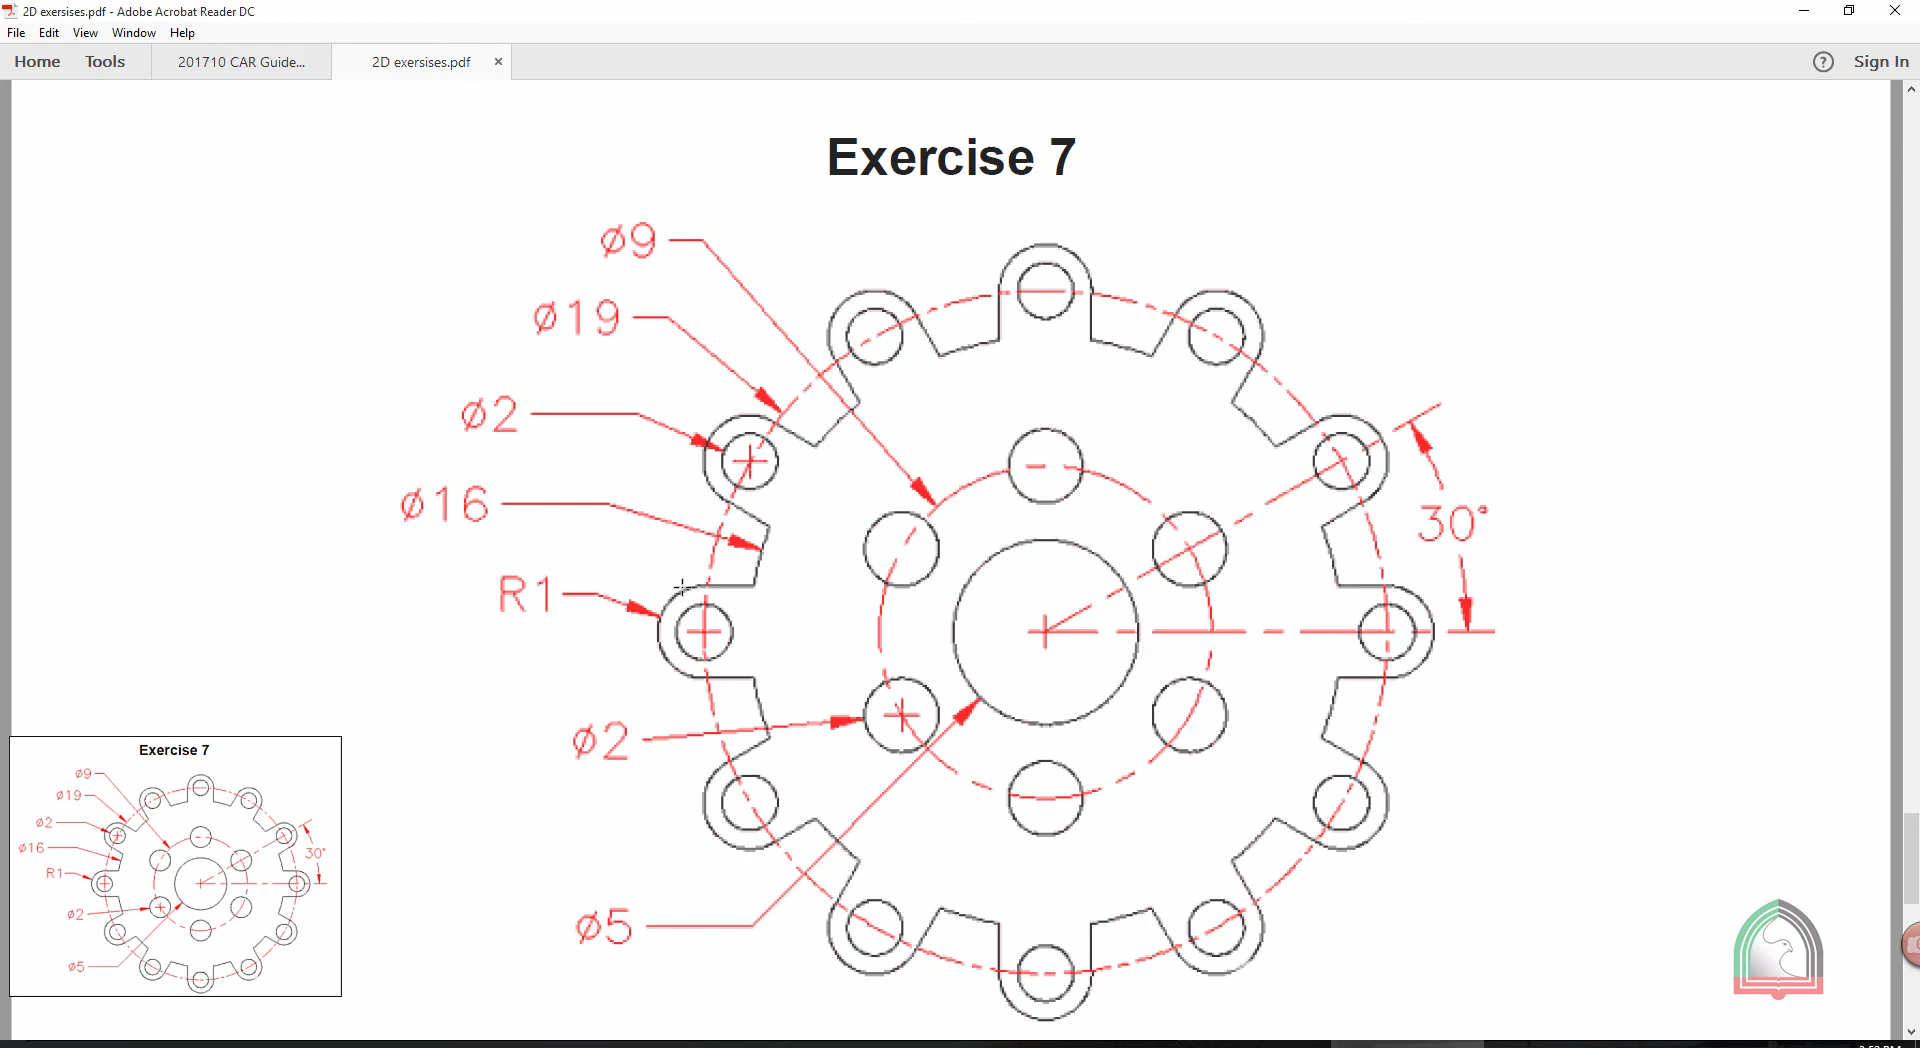 2D exersises.pdf - Adobe Acrobat Reader DC
File Edit View Window Help
Home Tools 201710 CAR Guide... 2D exersises.pdf × ? Sign In
Exercise 7
ø9
ø19
ø2
ø16
30°
R1
ø2
ø5
Exercise 7
ø9
ø19
ø2
ø16
30°
R1
ø2
ø5